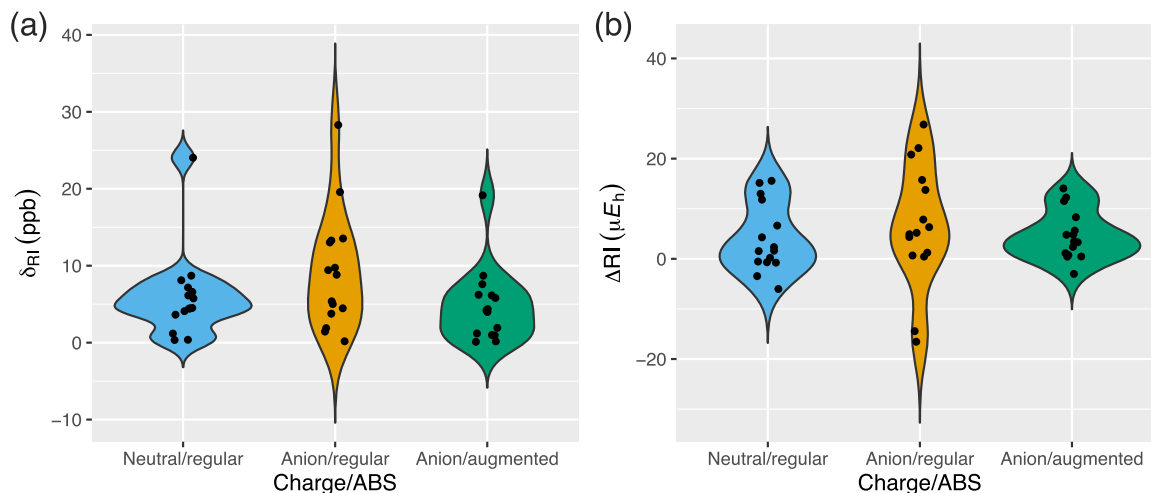 (a)
40
30
20
10
0
−10
δRI (ppb)
Neutral/regular Anion/regular Anion/augmented
Charge/ABS
(b)
40
20
0
−20
ΔRI (μEh)
Neutral/regular Anion/regular Anion/augmented
Charge/ABS